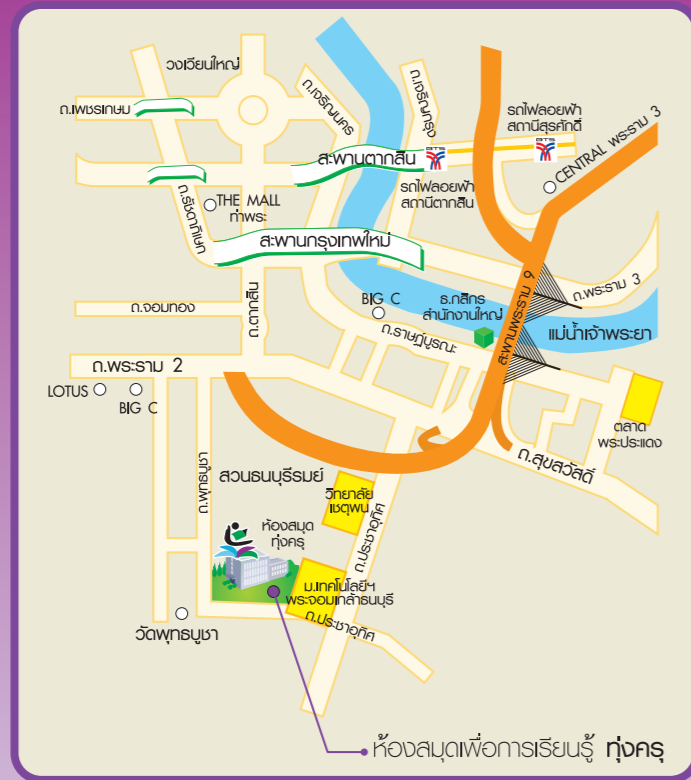 วงเวียนใหญ่
ถ.เพชรเกษม
ถ.เจริญนคร
ถ.เจริญกรุง
รถไฟลอยฟ้า
สถานีสุรศักดิ์
BTS
BTS
CENTRAL พระราม 3
สะพานตากสิน
รถไฟลอยฟ้า
สถานีตากสิน
ถ.รัชดาภิเษก
THE MALL
ท่าพระ
สะพานกรุงเทพใหม่
ถ.ตากสิน
ถ.จอมทอง
BIG C
ธ.กสิกร
สำนักงานใหญ่
สะพานพระราม 9
ถ.พระราม 3
แม่น้ำเจ้าพระยา
ถ.ราษฎร์บูรณะ
ถ.พระราม 2
LOTUS
BIG C
ตลาด
พระประแดง
ถ.สุขสวัสดิ์
ถ.พุทธบูชา
สวนธนบุรีรมย์
วิทยาลัย
เชตุพน
ห้องสมุด
ทุ่งครุ
ถ.ประชาอุทิศ
ม.เทคโนโลยีฯ
พระจอมเกล้าธนบุรี
ถ.ประชาอุทิศ
วัดพุทธบูชา
ห้องสมุดเพื่อการเรียนรู้ ทุ่งครุ